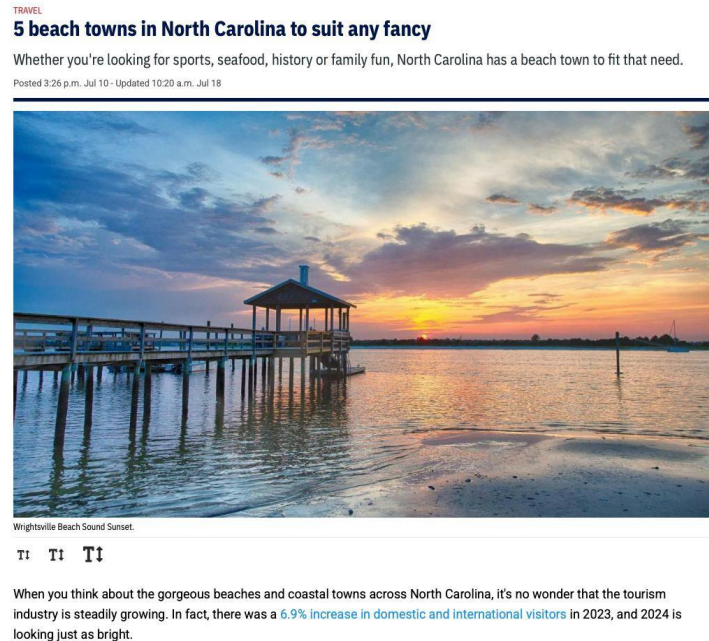 TRAVEL
5 beach towns in North Carolina to suit any fancy
Whether you're looking for sports, seafood, history or family fun, North Carolina has a beach town to fit that need.
Posted 3:26 p.m. Jul 10 - Updated 10:20 a.m. Jul 18
Wrightsville Beach Sound Sunset.
T↕ T↕ T↕
When you think about the gorgeous beaches and coastal towns across North Carolina, it's no wonder that the tourism
industry is steadily growing. In fact, there was a 6.9% increase in domestic and international visitors in 2023, and 2024 is
looking just as bright.